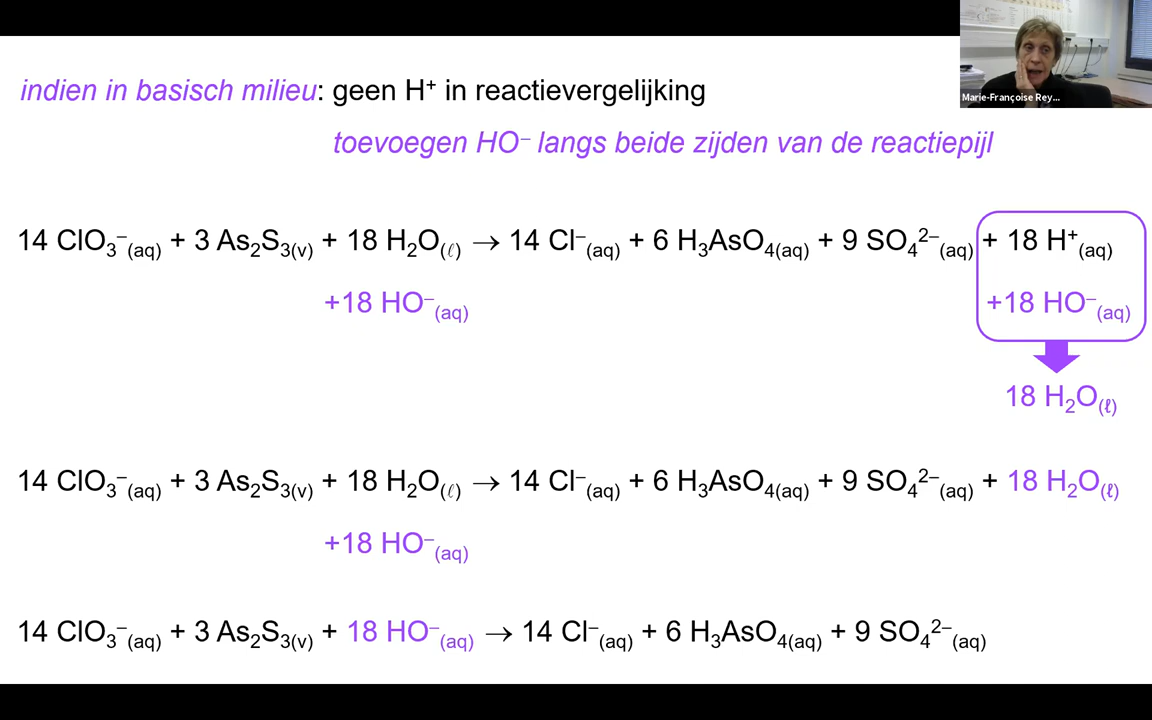 Marie-Françoise Rey...
indien in basisch milieu: geen H⁺ in reactievergelijking
toevoegen HO⁻ langs beide zijden van de reactiepijl
14 ClO₃⁻(aq) + 3 As₂S₃(v) + 18 H₂O(ℓ) → 14 Cl⁻(aq) + 6 H₃AsO₄(aq) + 9 SO₄²⁻(aq) + 18 H⁺(aq)
+18 HO⁻(aq) +18 HO⁻(aq)
18 H₂O(ℓ)
14 ClO₃⁻(aq) + 3 As₂S₃(v) + 18 H₂O(ℓ) → 14 Cl⁻(aq) + 6 H₃AsO₄(aq) + 9 SO₄²⁻(aq) + 18 H₂O(ℓ)
+18 HO⁻(aq)
14 ClO₃⁻(aq) + 3 As₂S₃(v) + 18 HO⁻(aq) → 14 Cl⁻(aq) + 6 H₃AsO₄(aq) + 9 SO₄²⁻(aq)